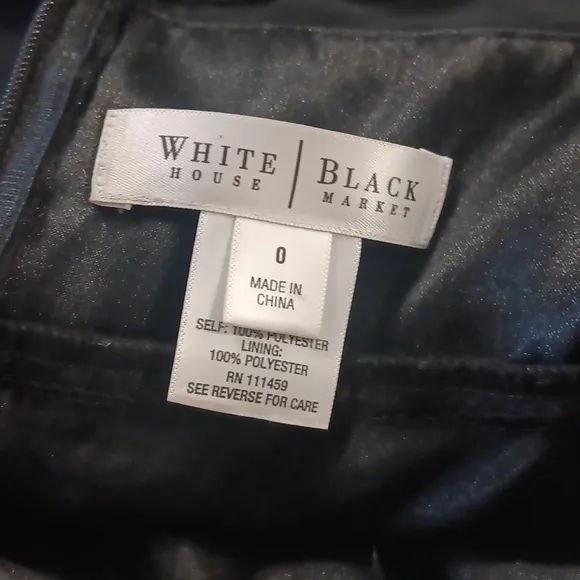 WHITE HOUSE | BLACK MARKET
0
MADE IN
CHINA
SELF: 100% POLYESTER
LINING:
100% POLYESTER
RN 111459
SEE REVERSE FOR CARE